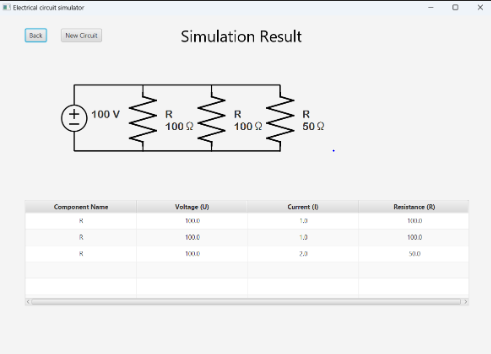 Electrical circuit simulator
Back New Circuit Simulation Result
100 V
R R R
100 Ω 100 Ω 50 Ω
Component Name Voltage (U) Current (I) Resistance (R)
R 100.0 1.0 100.0
R 100.0 1.0 100.0
R 100.0 2.0 50.0